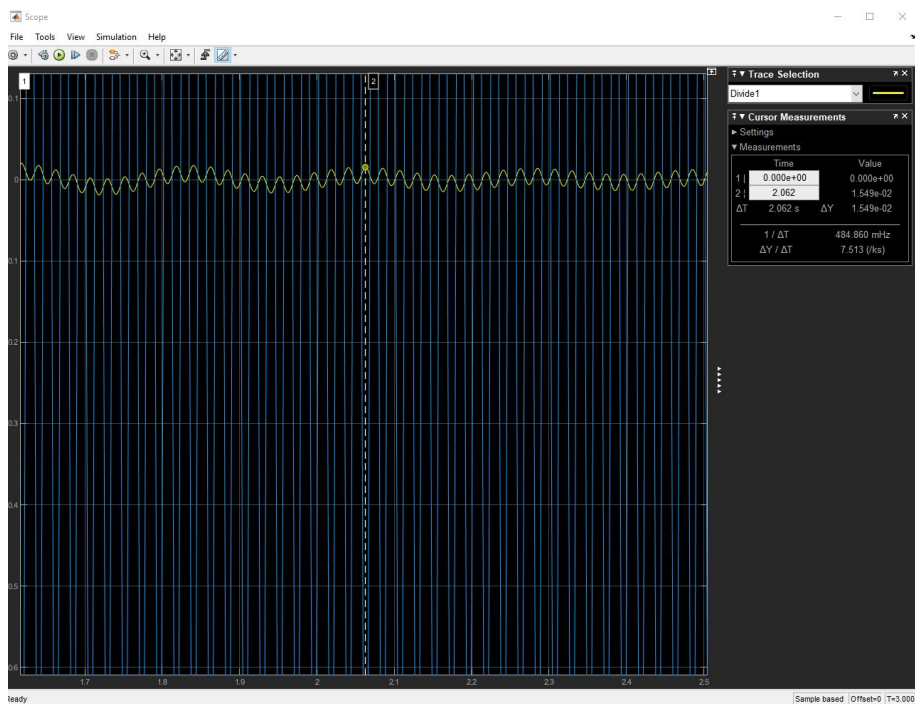 Scope
File Tools View Simulation Help
1
2
0.1
0
0.1
0.2
0.3
0.4
0.5
0.6
1.7 1.8 1.9 2 2.1 2.2 2.3 2.4 2.5
Trace Selection
Divide1
Cursor Measurements
Settings
Measurements
Time Value
1 0.000e+00 0.000e+00
2 2.062 1.549e-02
ΔT 2.062 s ΔY 1.549e-02
1 / ΔT 484.860 mHz
ΔY / ΔT 7.513 (/ks)
Ready
Sample based Offset=0 T=3.000